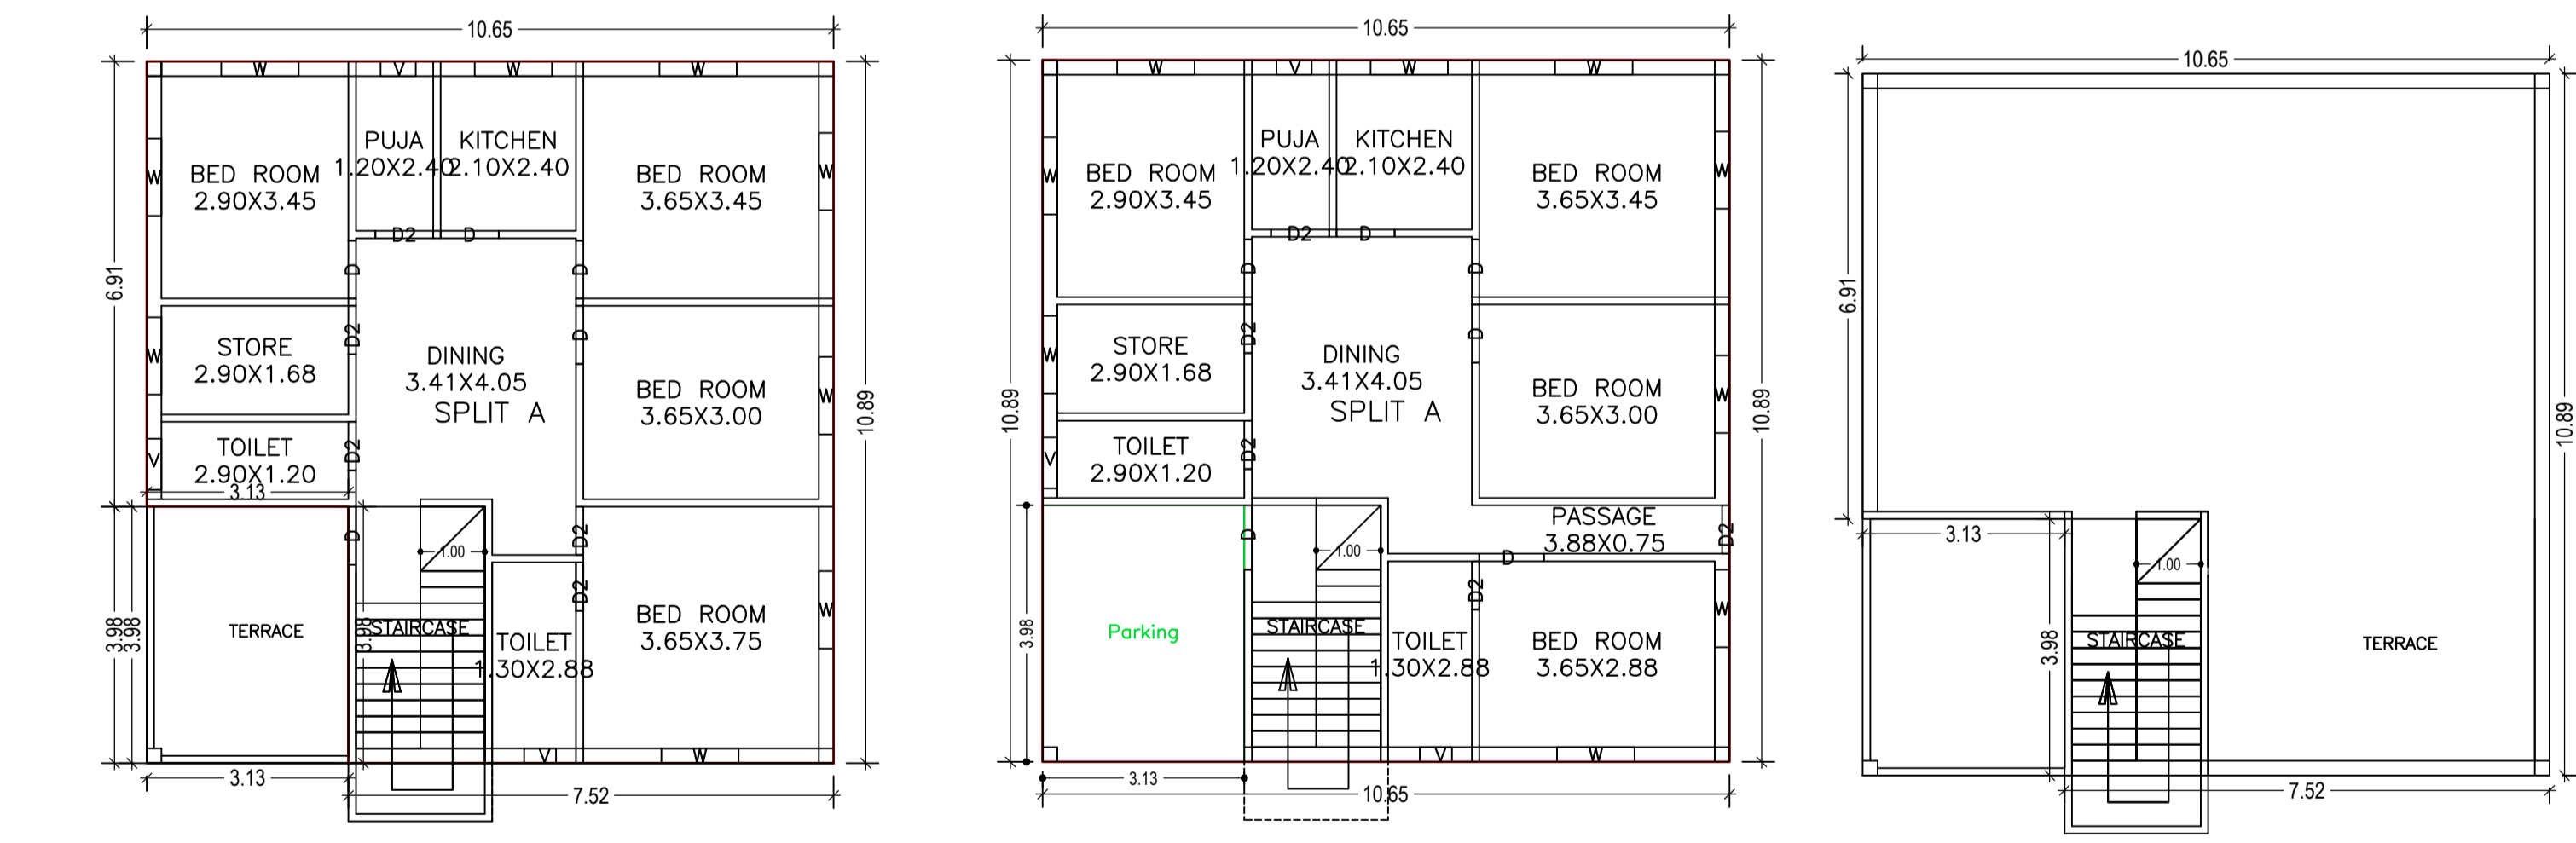 10.65
W
V
W
W
6.91
10.89
W
BED ROOM
2.90X3.45
PUJA
1.20X2.40
KITCHEN
2.10X2.40
BED ROOM
3.65X3.45
W
D2
D
D
D
STORE
2.90X1.68
W
D2
D
DINING
3.41X4.05
SPLIT A
BED ROOM
3.65X3.00
W
TOILET
2.90X1.20
V
D2
3.13
D
1.00
D2
D2
3.98
3.98
3.98
TERRACE
STAIRCASE
TOILET
1.30X2.88
BED ROOM
3.65X3.75
W
V
W
3.13
7.52
10.65
W
V
W
W
10.89
10.89
W
BED ROOM
2.90X3.45
PUJA
1.20X2.40
KITCHEN
2.10X2.40
BED ROOM
3.65X3.45
W
D2
D
D
D
STORE
2.90X1.68
W
D2
D
DINING
3.41X4.05
SPLIT A
BED ROOM
3.65X3.00
W
TOILET
2.90X1.20
V
D2
PASSAGE
3.88X0.75
D2
D
1.00
D
D2
3.98
Parking
STAIRCASE
TOILET
1.30X2.88
BED ROOM
3.65X2.88
W
V
W
3.13
10.65
10.65
6.91
10.89
3.13
1.00
3.98
STAIRCASE
TERRACE
7.52